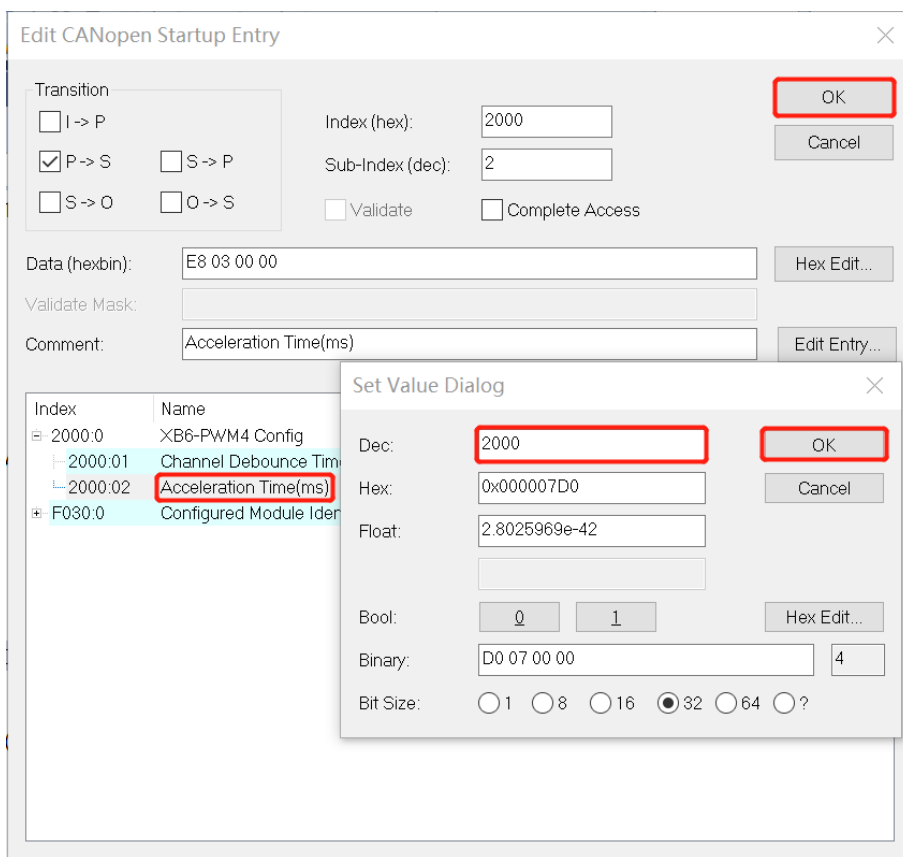 Edit CANopen Startup Entry
Transition
I -> P
P -> S
S -> P
S -> O
O -> S
Index (hex):
2000
Sub-Index (dec):
2
Validate
Complete Access
OK
Cancel
Data (hexbin):
E8 03 00 00
Hex Edit...
Validate Mask:
Comment:
Acceleration Time(ms)
Edit Entry...
Index
Name
2000:0
XB6-PWM4 Config
2000:01
Channel Debounce Tim
2000:02
Acceleration Time(ms)
F030:0
Configured Module Iden
Set Value Dialog
Dec:
2000
OK
Hex:
0x000007D0
Cancel
Float:
2.8025969e-42
Bool:
0
1
Hex Edit...
Binary:
D0 07 00 00
4
Bit Size:
1
8
16
32
64
?